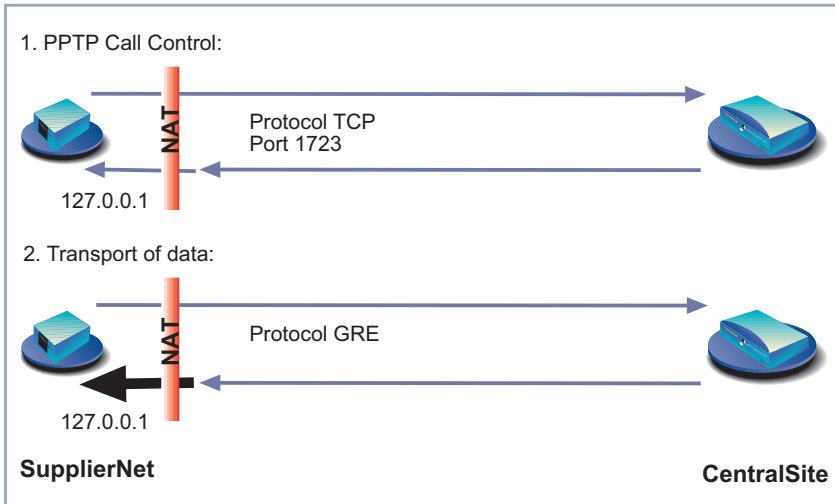 1. PPTP Call Control:
NAT
Protocol TCP
Port 1723
127.0.0.1
2. Transport of data:
NAT
Protocol GRE
127.0.0.1
SupplierNet
CentralSite